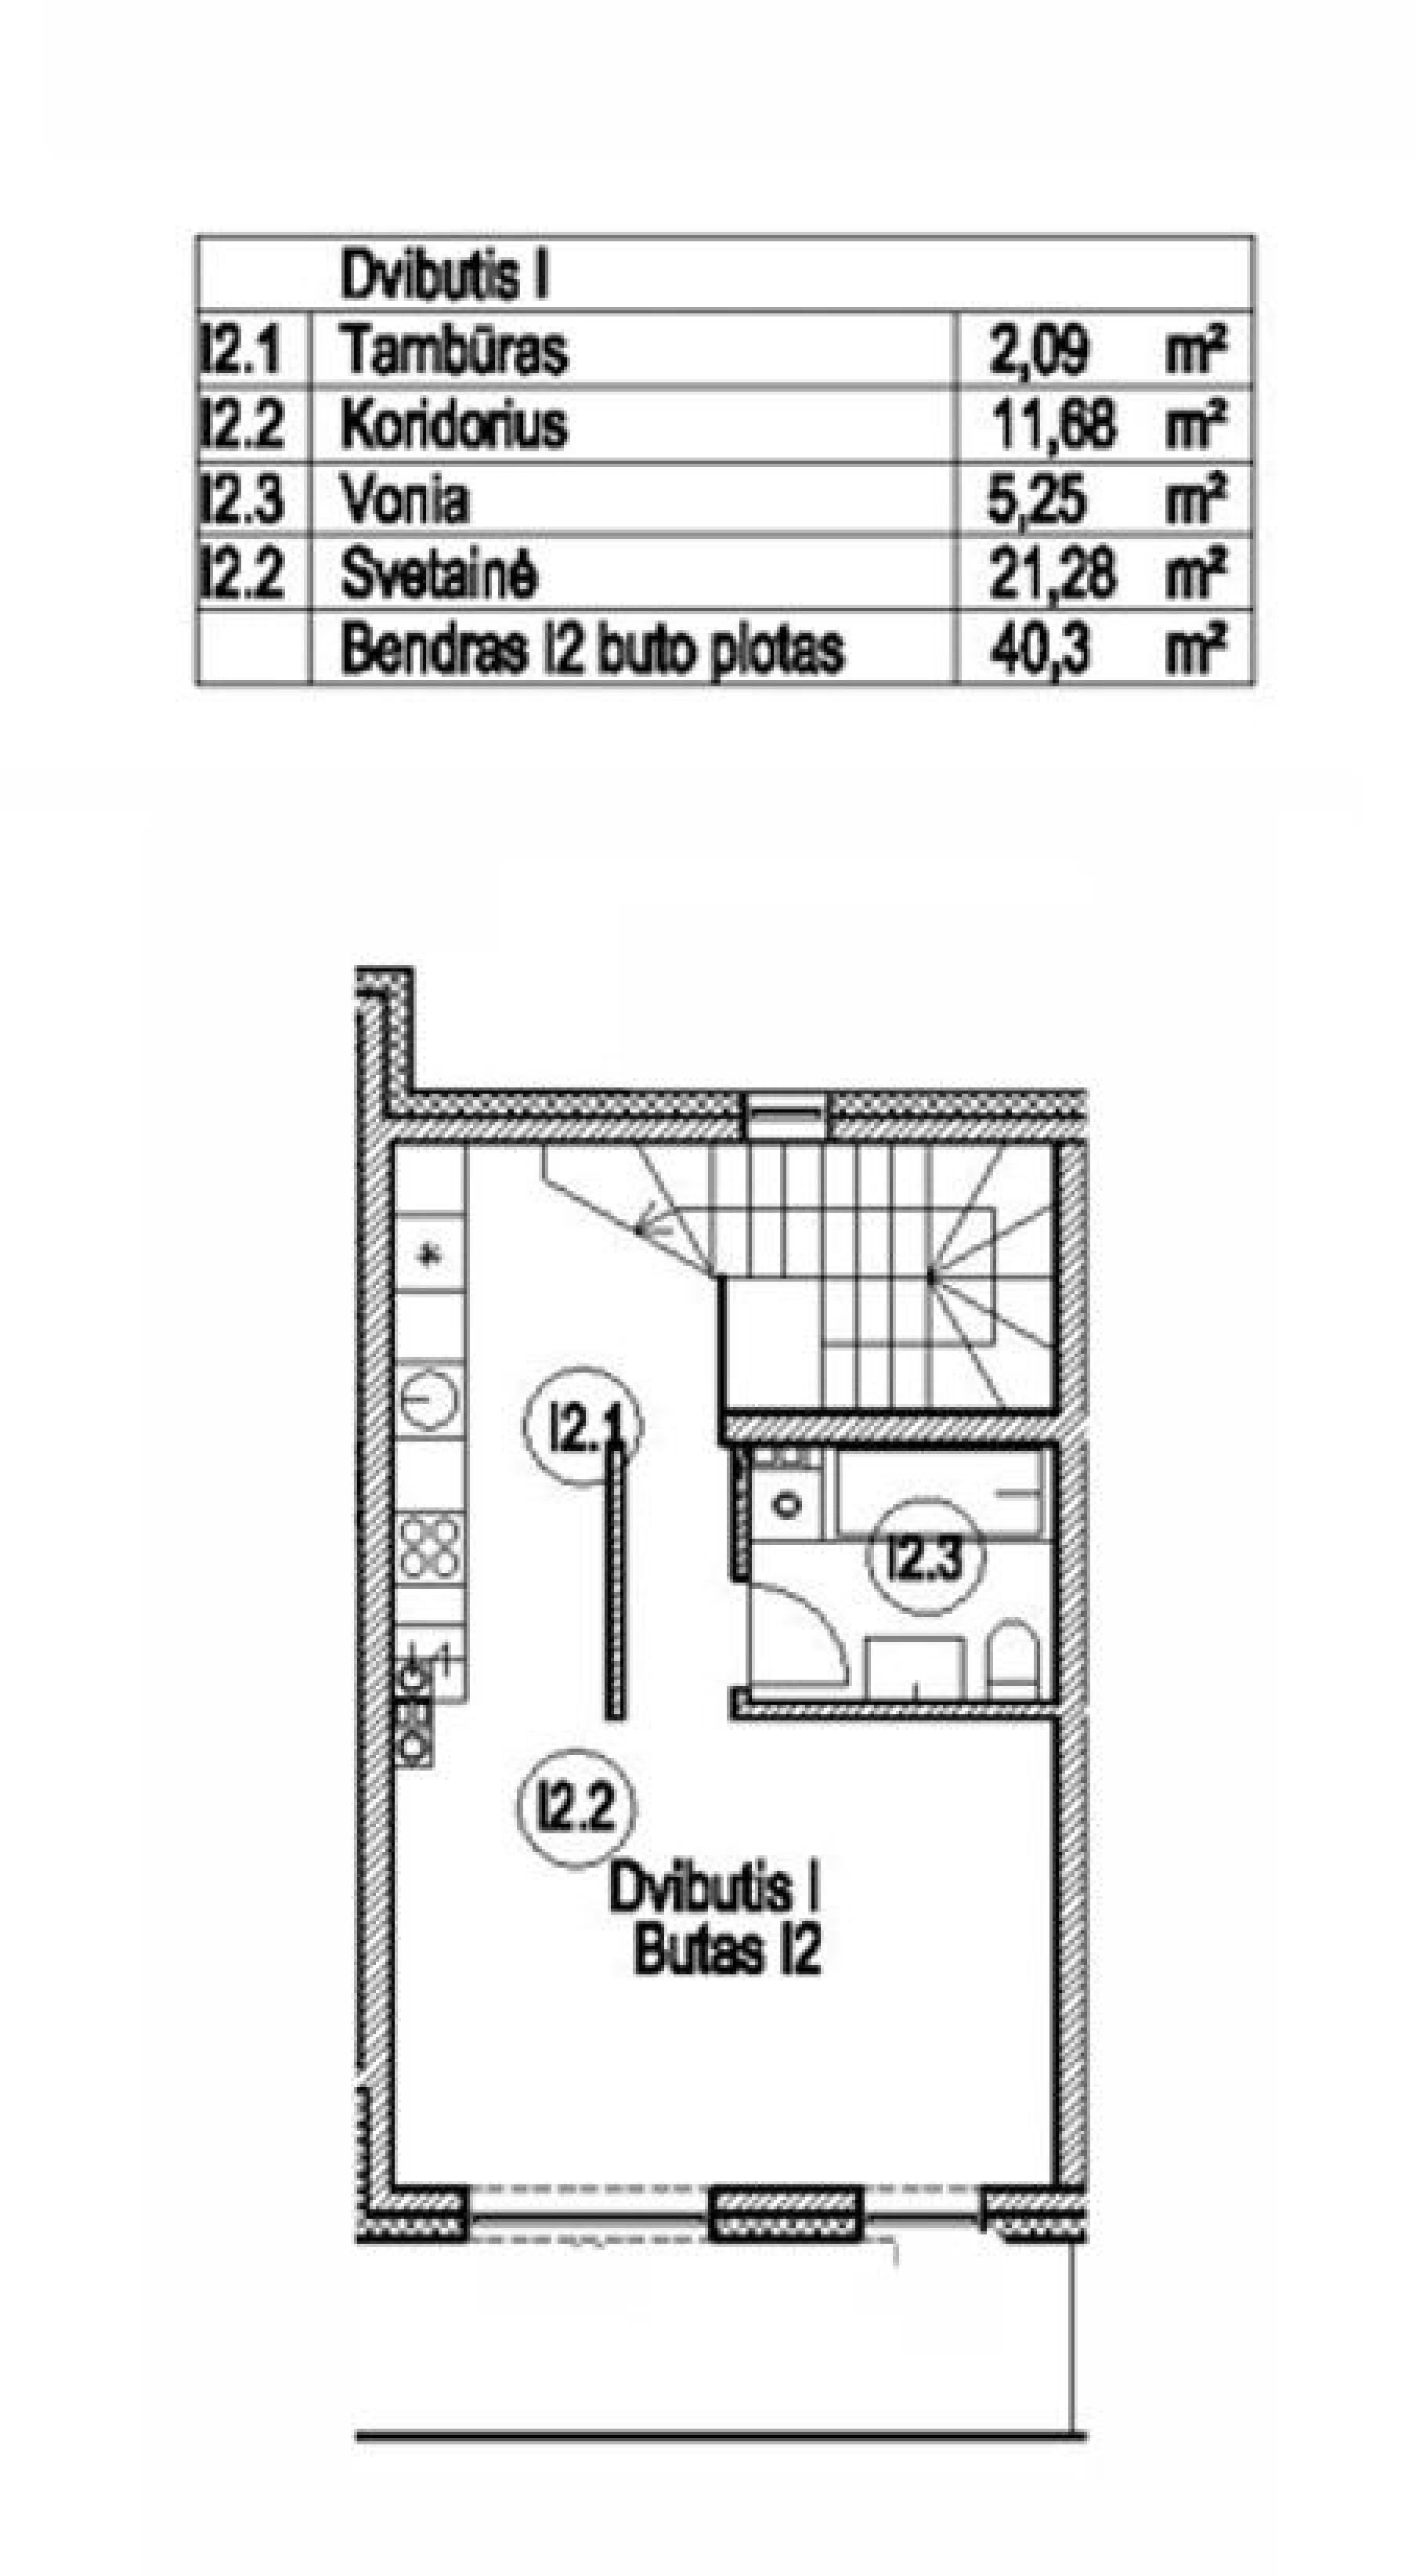 Dvibutis I
I2.1 Tambūras 2,09 m²
I2.2 Koridorius 11,68 m²
I2.3 Vonia 5,25 m²
I2.2 Svetainė 21,28 m²
Bendras I2 buto plotas 40,3 m²
I2.1
I2.3
I2.2
Dvibutis I
Butas I2